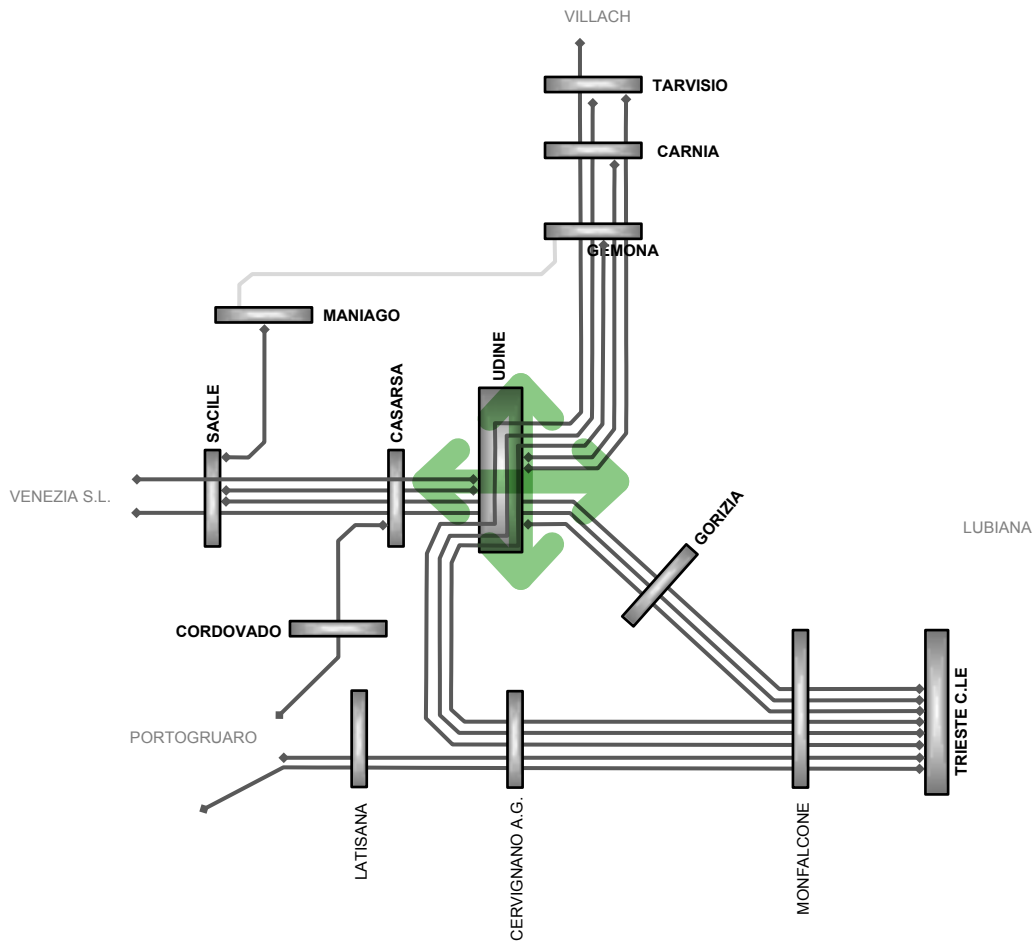 VILLACH
TARVISIO
CARNIA
GEMONA
MANIAGO
UDINE
SACILE
CASARSA
VENEZIA S.L.
GORIZIA
LUBIANA
CORDOVADO
PORTOGRUARO
TRIESTE C.LE
LATISANA
CERVIGNANO A.G.
MONFALCONE